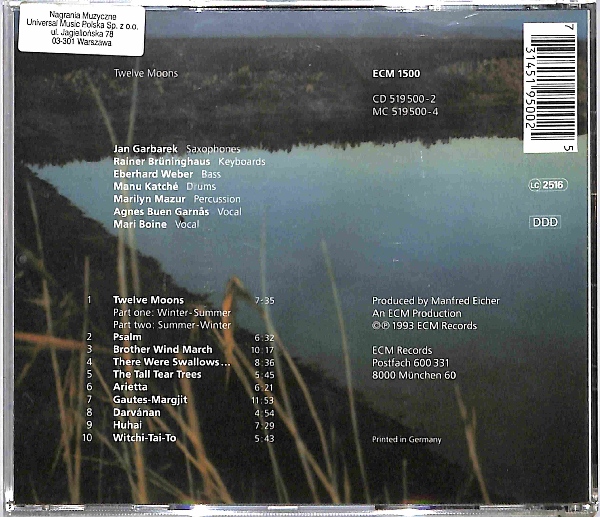 Nagrania Muzyczne
Universal Music Polska Sp. z o.o.
ul. Jagiellońska 78
03-301 Warszawa
Twelve Moons
ECM 1500
CD 519 500-2
MC 519 500-4
7 31451 95002 5
LC 2516
DDD
Jan Garbarek Saxophones
Rainer Brüninghaus Keyboards
Eberhard Weber Bass
Manu Katché Drums
Marilyn Mazur Percussion
Agnes Buen Garnås Vocal
Mari Boine Vocal
1 Twelve Moons 7:35
Part one: Winter-Summer
Part two: Summer-Winter
2 Psalm 6:32
3 Brother Wind March 10:17
4 There Were Swallows... 8:36
5 The Tall Tear Trees 5:45
6 Arietta 6:21
7 Gautes-Margjit 11:53
8 Darvánan 4:54
9 Huhai 7:29
10 Witchi-Tai-To 5:43
Produced by Manfred Eicher
An ECM Production
©℗ 1993 ECM Records
ECM Records
Postfach 600 331
8000 München 60
Printed in Germany